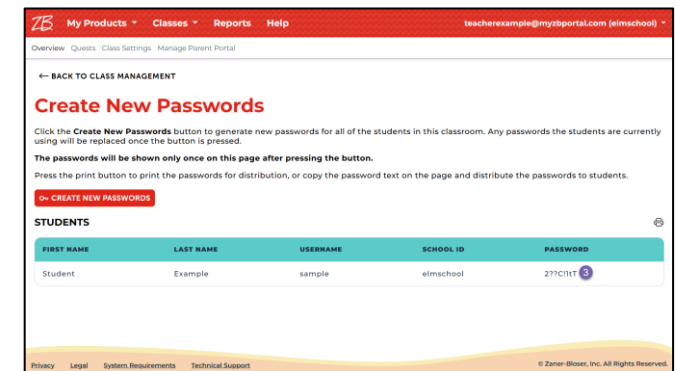 ZB My Products Classes Reports Help teacherexample@myzbportal.com (elmschool)
Overview Quests Class Settings Manage Parent Portal
← BACK TO CLASS MANAGEMENT
Create New Passwords
Click the Create New Passwords button to generate new passwords for all of the students in this classroom. Any passwords the students are currently
using will be replaced once the button is pressed.
The passwords will be shown only once on this page after pressing the button.
Press the print button to print the passwords for distribution, or copy the password text on the page and distribute the passwords to students.
CREATE NEW PASSWORDS
STUDENTS
FIRST NAME LAST NAME USERNAME SCHOOL ID PASSWORD
Student Example sample elmschool 2??C!1tT 3
Privacy Legal System Requirements Technical Support © Zaner-Bloser, Inc. All Rights Reserved.